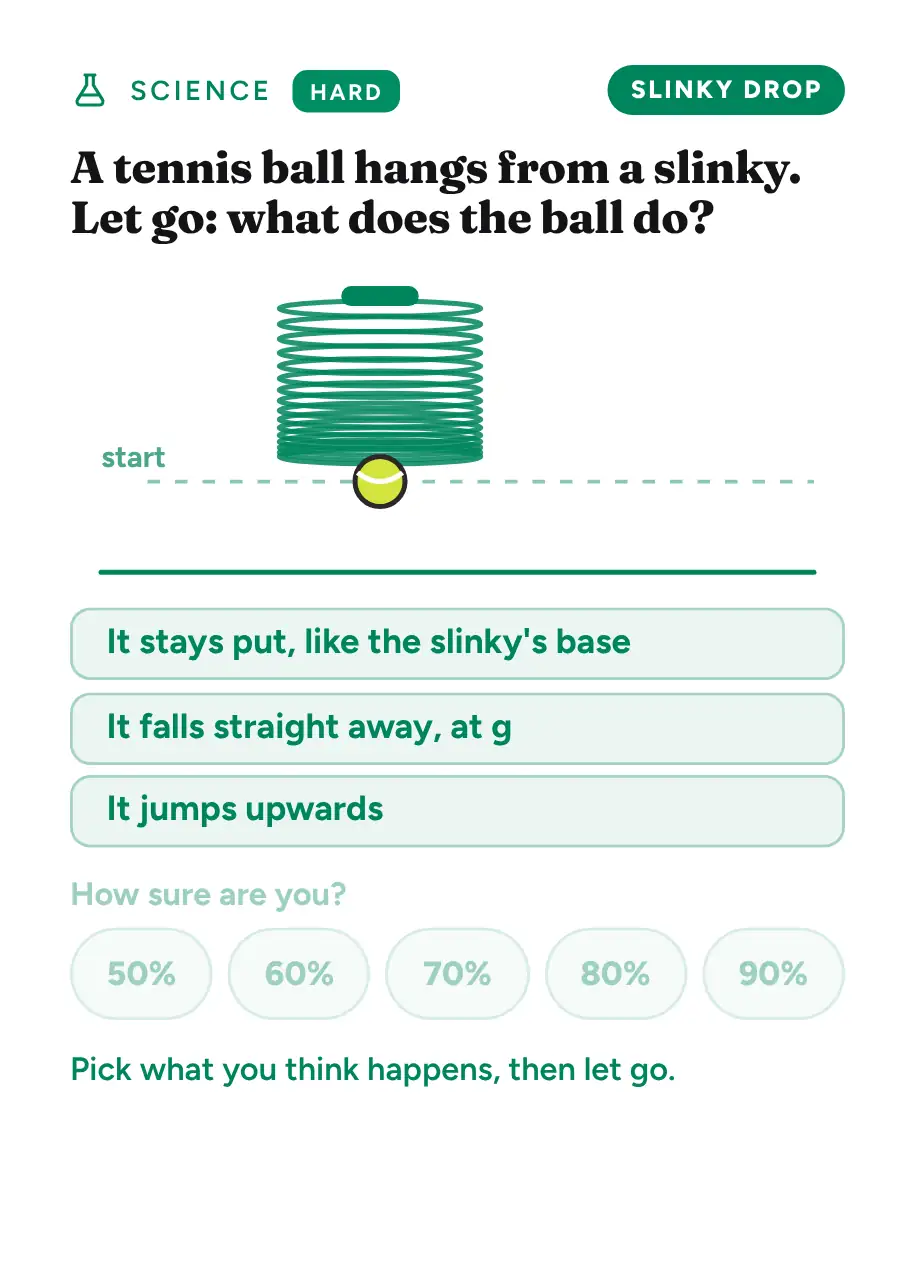 SCIENCE
HARD
SLINKY DROP
A tennis ball hangs from a slinky.
Let go: what does the ball do?
start
It stays put, like the slinky's base
It falls straight away, at g
It jumps upwards
How sure are you?
50%
60%
70%
80%
90%
Pick what you think happens, then let go.